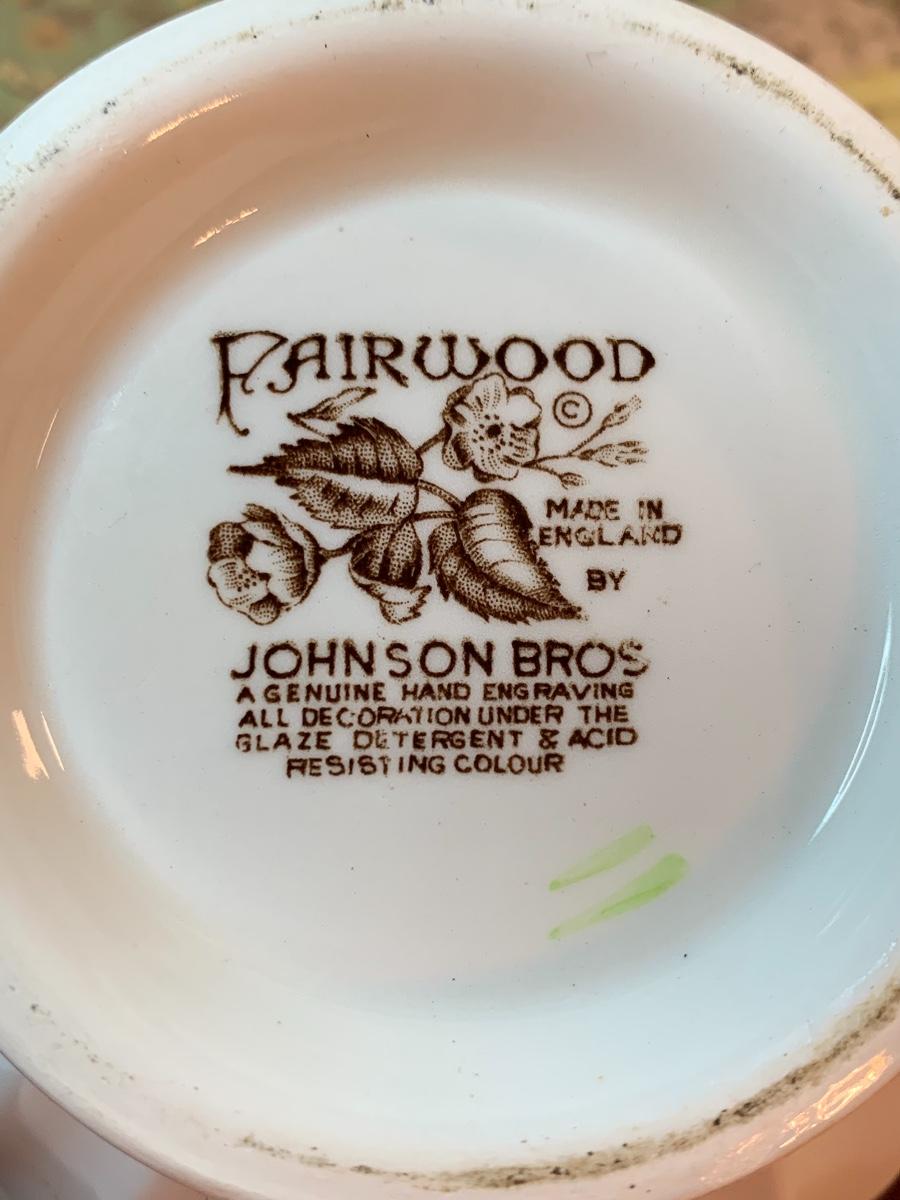 FAIRWOOD
©
MADE IN
ENGLAND
BY
JOHNSON BROS
A GENUINE HAND ENGRAVING
ALL DECORATION UNDER THE
GLAZE DETERGENT & ACID
RESISTING COLOUR